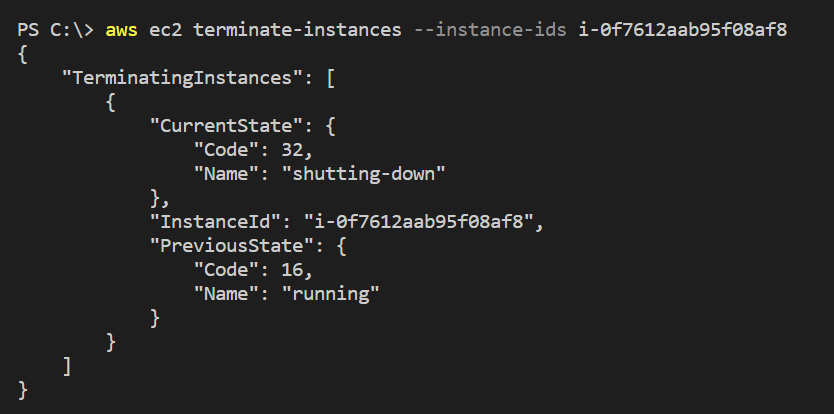 PS C:\> aws ec2 terminate-instances --instance-ids i-0f7612aab95f08af8
{
    "TerminatingInstances": [
        {
            "CurrentState": {
                "Code": 32,
                "Name": "shutting-down"
            },
            "InstanceId": "i-0f7612aab95f08af8",
            "PreviousState": {
                "Code": 16,
                "Name": "running"
            }
        }
    ]
}